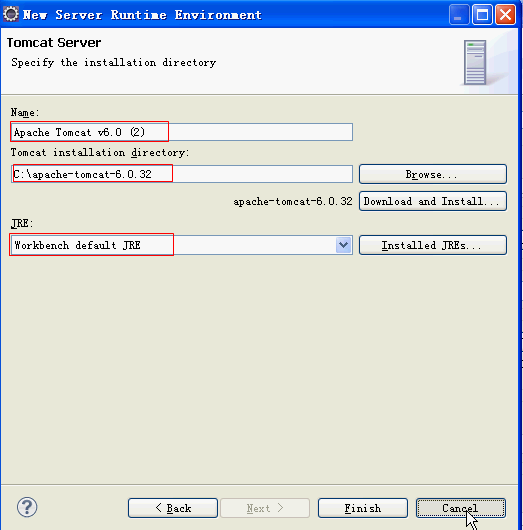 New Server Runtime Environment
Tomcat Server
Specify the installation directory
Name:
Apache Tomcat v6.0 (2)
Tomcat installation directory:
C:\apache-tomcat-6.0.32
Browse...
apache-tomcat-6.0.32
Download and Install...
JRE:
Workbench default JRE
Installed JREs...
?
< Back
Next >
Finish
Cancel